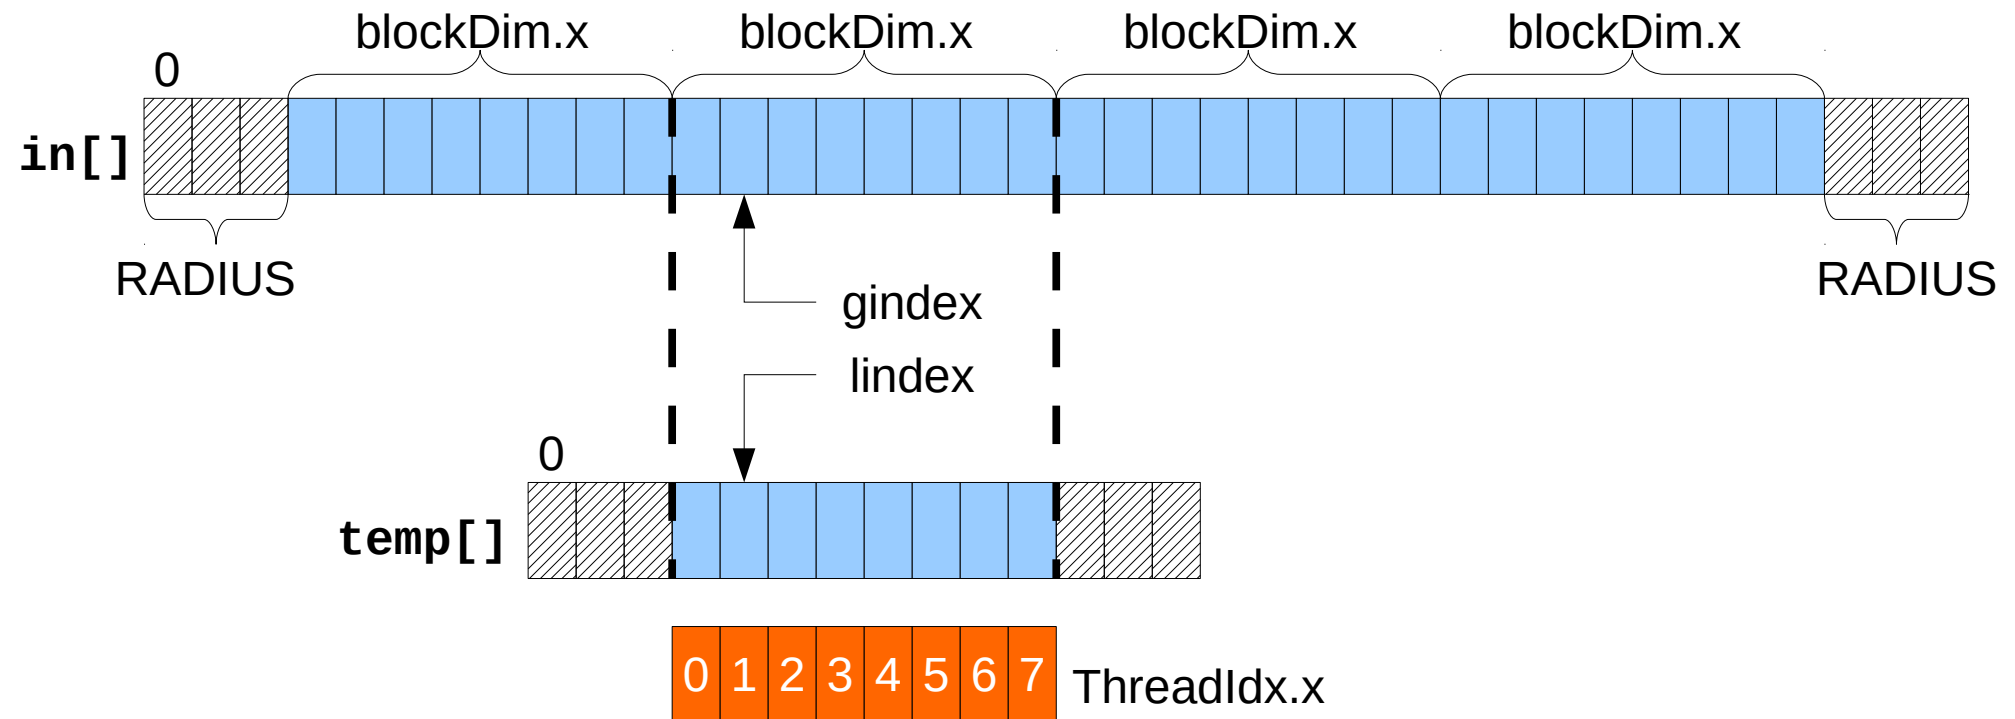 blockDim.x blockDim.x blockDim.x blockDim.x
0
in[]
RADIUS RADIUS
gindex
lindex
0
temp[]
0 1 2 3 4 5 6 7 ThreadIdx.x